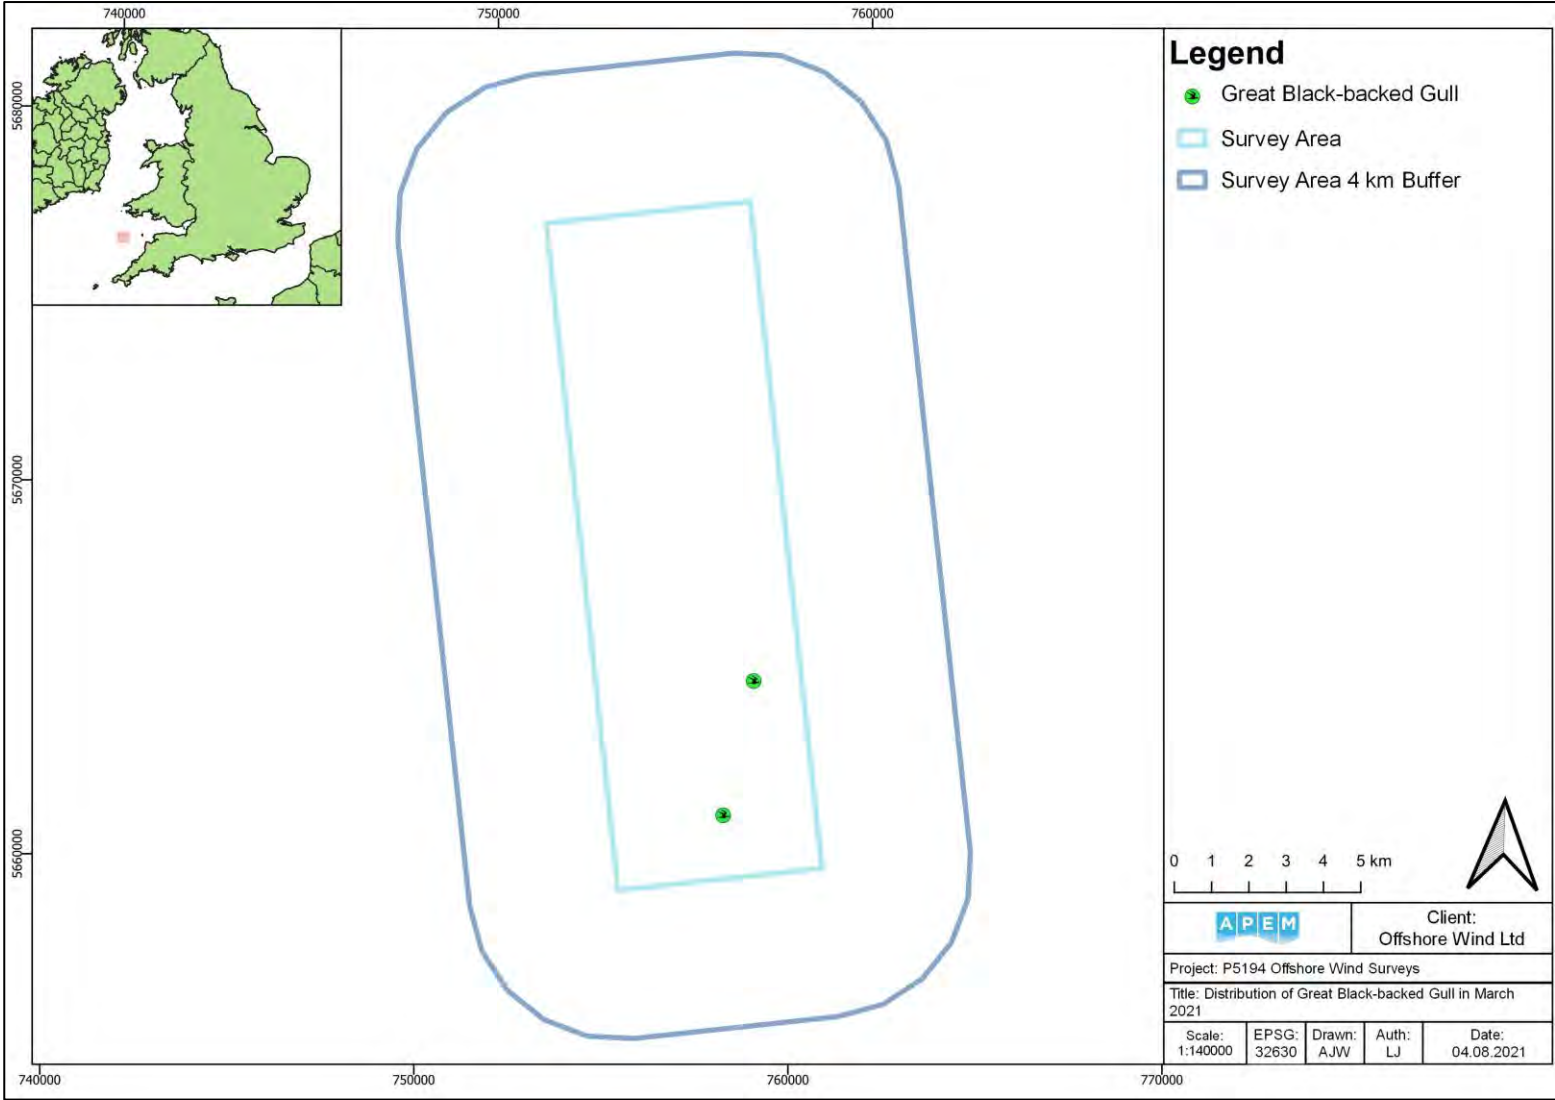 740000
750000
760000
5680000
5670000
5660000
740000
750000
760000
770000
Legend
Great Black-backed Gull
Survey Area
Survey Area 4 km Buffer
0 1 2 3 4 5 km
APEM
Client:
Offshore Wind Ltd
Project: P5194 Offshore Wind Surveys
Title: Distribution of Great Black-backed Gull in March
2021
Scale:
1:140000
EPSG:
32630
Drawn:
AJW
Auth:
LJ
Date:
04.08.2021